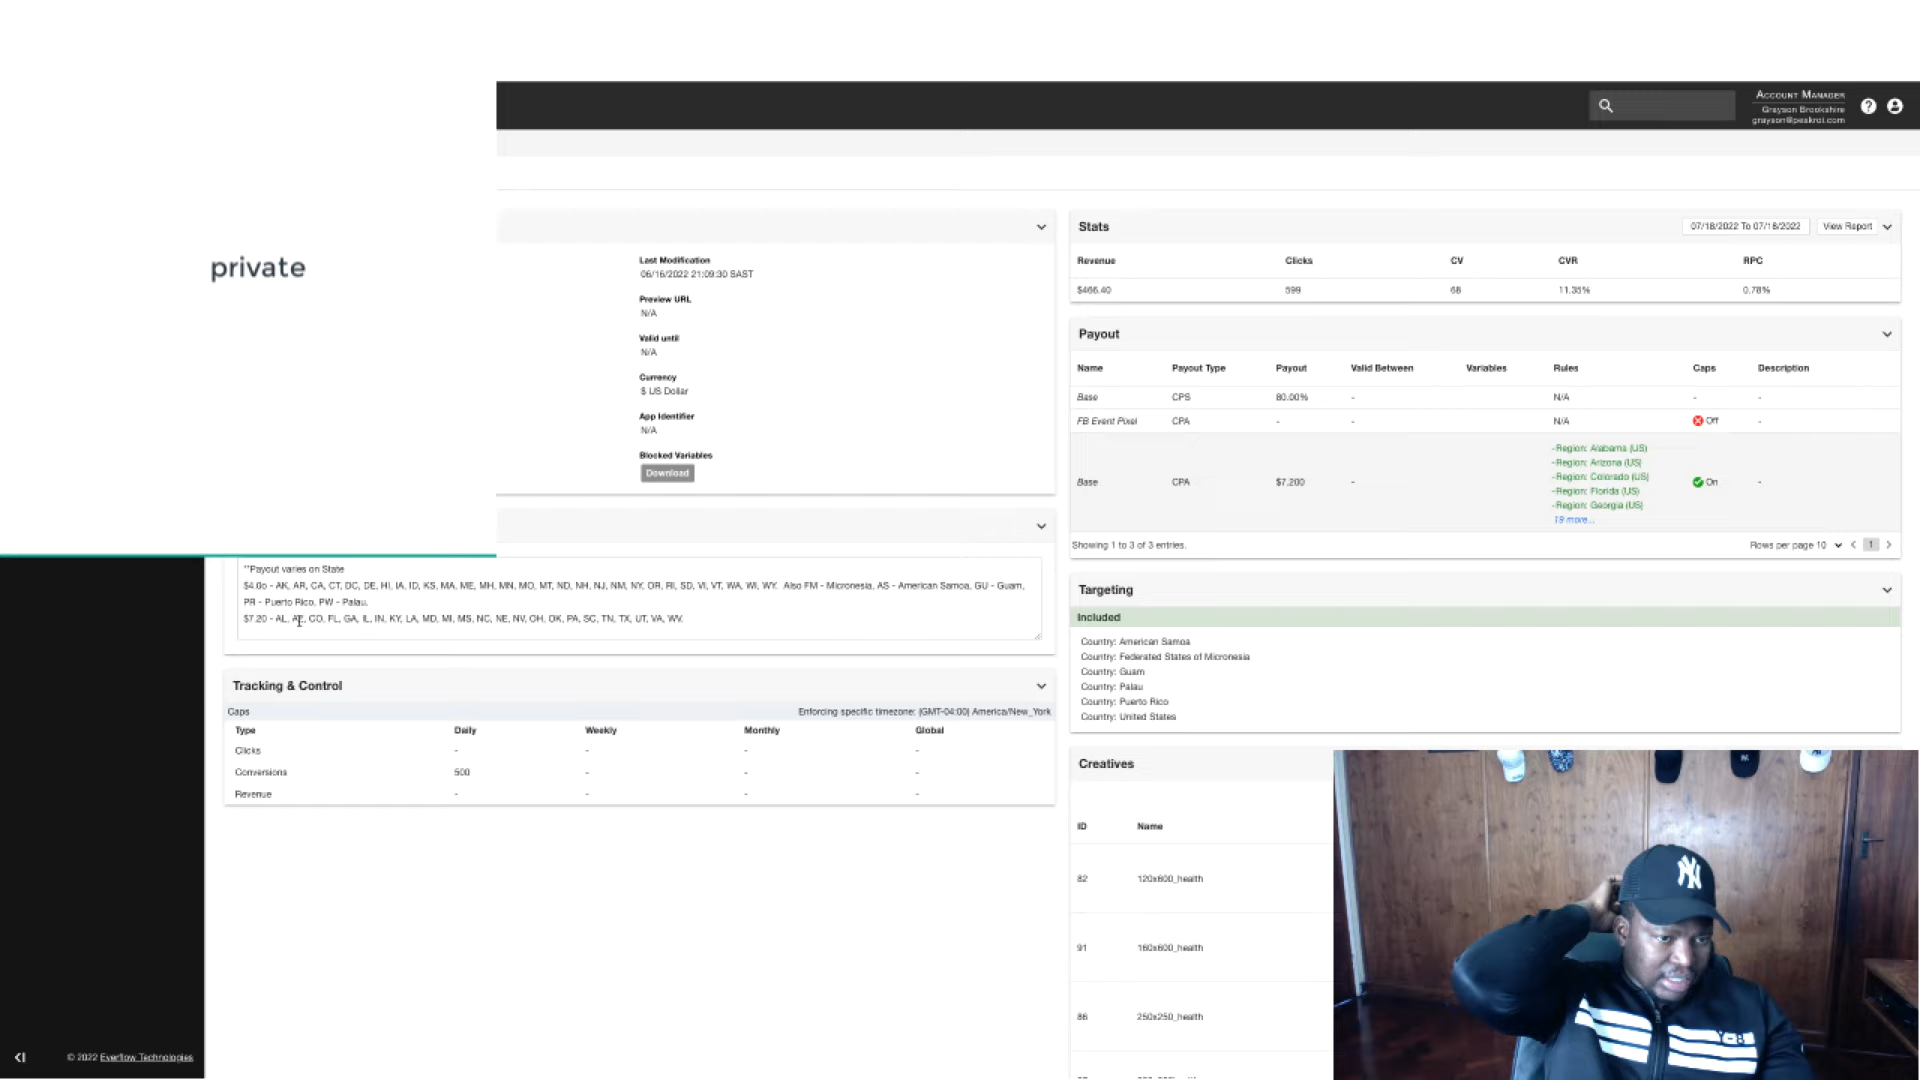 Account Manager
Grayson Brookshire
grayson@peakroi.com
private
Last Modification
06/16/2022 21:09:30 SAST
Preview URL
N/A
Valid until
N/A
Currency
$ US Dollar
App Identifier
N/A
Blocked Variables
Download
**Payout varies on State
- AK, AR, CA, CT, DC, DE, HI, IA, ID, KS, MA, ME, MH, MN, MO, MT, ND, NH, NJ, NM, NY, OR, RI, SD, VI, VT, WA, WI, WY. Also FM - Micronesia, AS - American Samoa, GU - Guam,
PR - Puerto Rico, PW - Palau.
$7.20 - AL, AZ, CO, FL, GA, IL, IN, KY, LA, MD, MI, MS, NC, NE, NV, OH, OK, PA, SC, TN, TX, UT, VA, WV.
Tracking & Control
Caps Enforcing specific timezone: (GMT-04:00) America/New_York
Type Daily Weekly Monthly Global
Clicks - - - -
Conversions 500 - - -
Revenue - - - -
© 2022 Everflow Technologies
Stats 07/18/2022 To 07/18/2022 View Report
Revenue Clicks CV CVR RPC
$466.40 599 68 11.35% 0.78%
Payout
Name Payout Type Payout Valid Between Variables Rules Caps Description
Base CPS 80.00% - N/A - -
FB Event Pixel CPA - - N/A Off -
Base CPA $7.200 - On -
-Region: Alabama (US)
-Region: Arizona (US)
-Region: Colorado (US)
-Region: Florida (US)
-Region: Georgia (US)
19 more...
Showing 1 to 3 of 3 entries. Rows per page 10 1
Targeting
Included
Country: American Samoa
Country: Federated States of Micronesia
Country: Guam
Country: Palau
Country: Puerto Rico
Country: United States
Creatives
ID Name
82 120x600_health
91 160x600_health
86 250x250_health
NY
Y-3